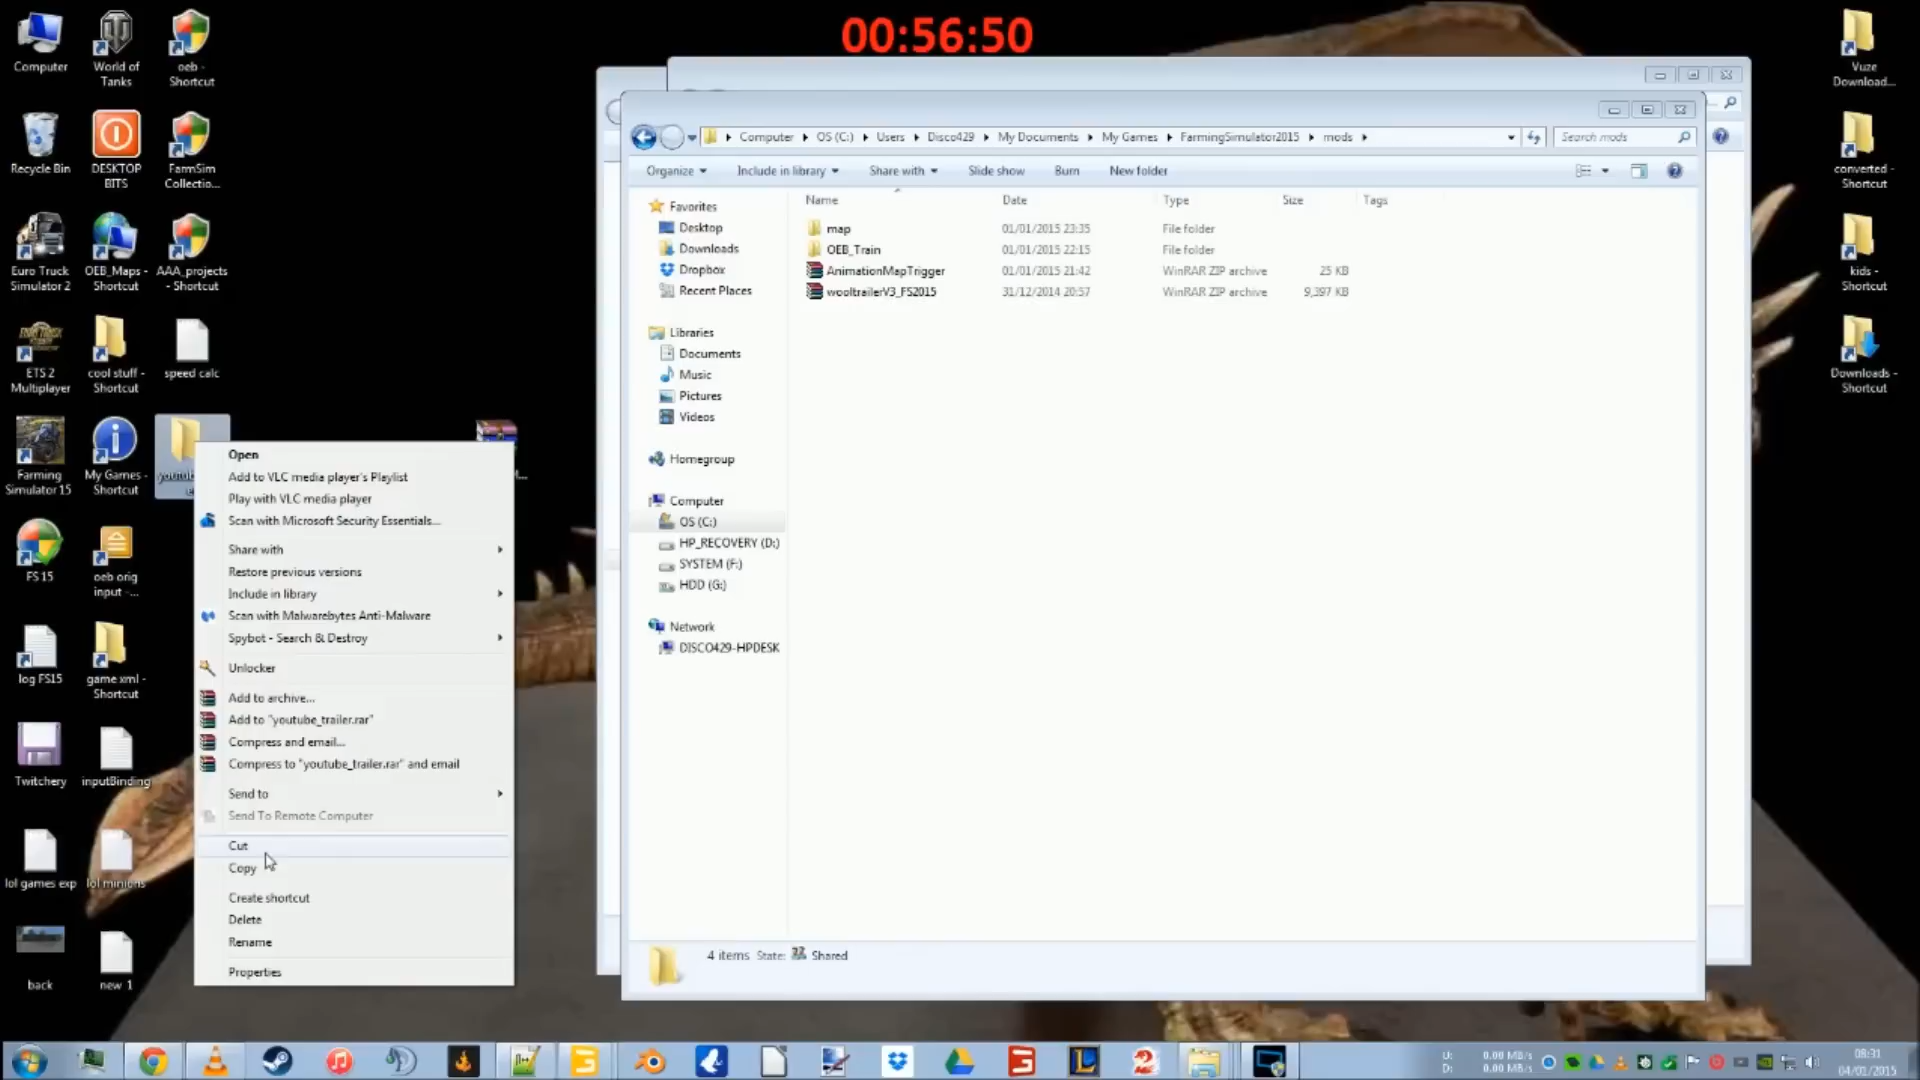 00:56:50
Computer
World of
Tanks
oeb -
Shortcut
Recycle Bin
DESKTOP
BITS
FarmSim
Collectio...
Euro Truck
Simulator 2
OEB_Maps -
Shortcut
AAA_projects
- Shortcut
ETS 2
Multiplayer
cool stuff -
Shortcut
speed calc
Farming
Simulator 15
My Games -
Shortcut
FS 15
oeb orig
input -...
log FS15
game xml -
Shortcut
Twitchery
inputBinding
lol games exp
lol minions
back
new 1
Open
Add to VLC media player's Playlist
Play with VLC media player
Scan with Microsoft Security Essentials...
Share with
Restore previous versions
Include in library
Scan with Malwarebytes Anti-Malware
Spybot - Search & Destroy
Unlocker
Add to archive...
Add to "youtube_trailer.rar"
Compress and email...
Compress to "youtube_trailer.rar" and email
Send to
Send To Remote Computer
Cut
Copy
Create shortcut
Delete
Rename
Properties
Computer
OS (C:)
Users
Disco429
My Documents
My Games
FarmingSimulator2015
mods
Search mods
Organize
Include in library
Share with
Slide show
Burn
New folder
Name
Date
Type
Size
Tags
map 01/01/2015 23:35 File folder
OEB_Train 01/01/2015 22:15 File folder
AnimationMapTrigger 01/01/2015 21:42 WinRAR ZIP archive 25 KB
wooltrailerV3_FS2015 31/12/2014 20:57 WinRAR ZIP archive 9,397 KB
Favorites
Desktop
Downloads
Dropbox
Recent Places
Libraries
Documents
Music
Pictures
Videos
Homegroup
Computer
OS (C:)
HP_RECOVERY (D:)
SYSTEM (F:)
HDD (G:)
Network
DISCO429-HPDESK
4 items State: Shared
Vuze
Download...
converted -
Shortcut
kids -
Shortcut
Downloads -
Shortcut
U: 0.00 MB/s
D: 0.00 MB/s
08:31
04/01/2015